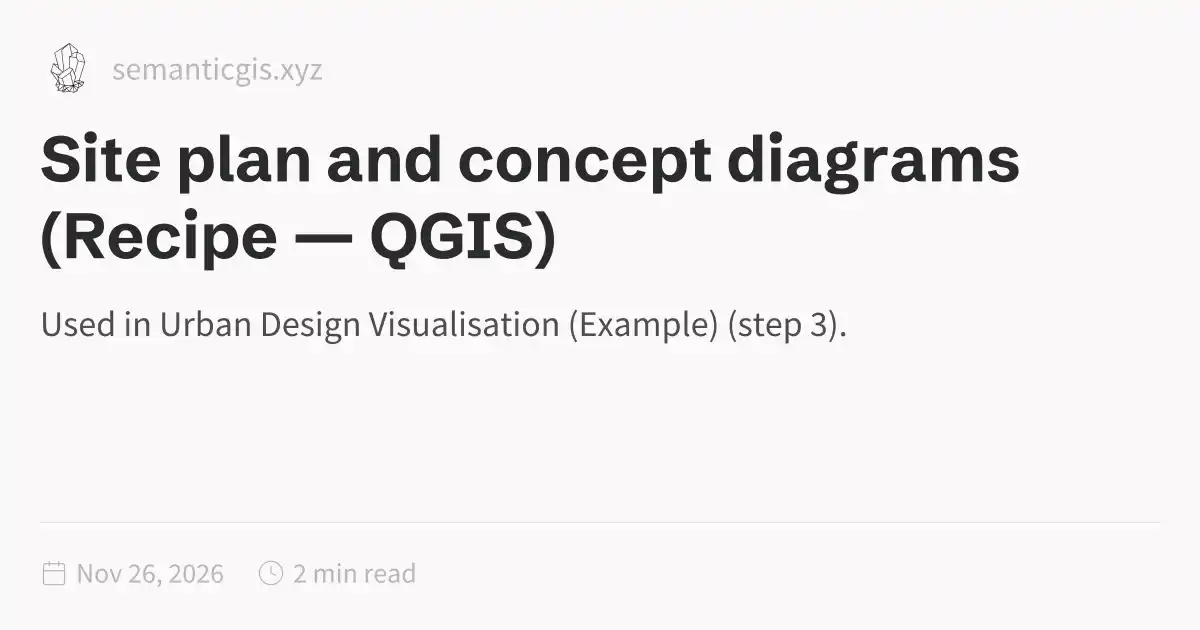 semanticgis.xyz
Site plan and concept diagrams
(Recipe — QGIS)
Used in Urban Design Visualisation (Example) (step 3).
Nov 26, 2026 2 min read